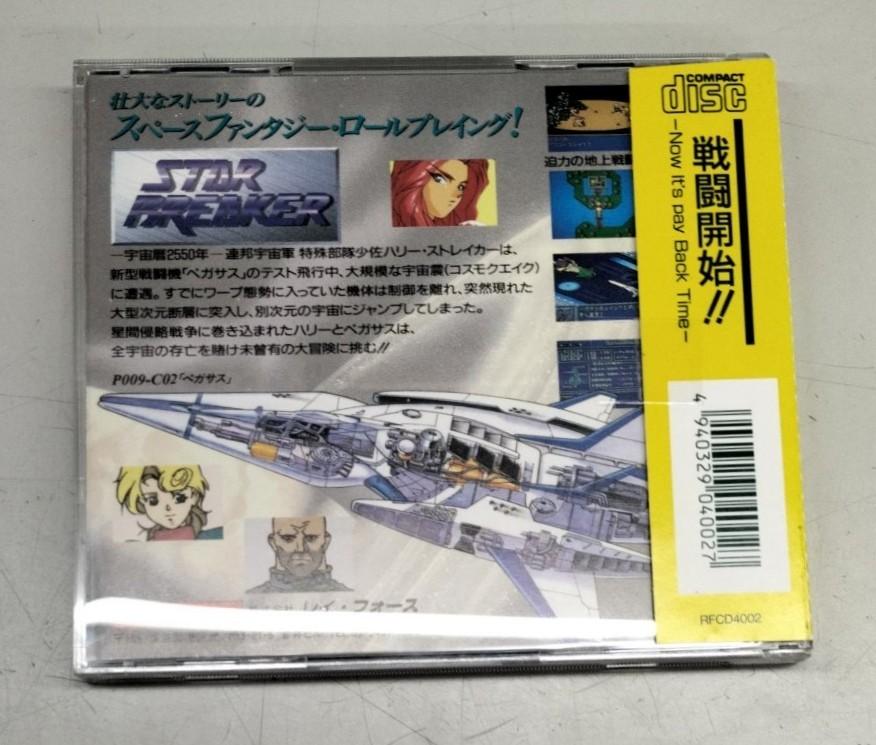 壮大なストーリーの
スペースファンタジー・ロールプレイング!
STAR
BREAKER
―宇宙暦2550年―連邦宇宙軍 特殊部隊少佐ハリー・ストレイカーは、
新型戦闘機「ペガサス」のテスト飛行中、大規模な宇宙震(コスモクエイク)
に遭遇。すでにワープ態勢に入っていた機体は制御を離れ、突然現れた
大型次元断層に突入し、別次元の宇宙にジャンプしてしまった。
星間侵略戦争に巻き込まれたハリーとペガサスは、
全宇宙の存亡を賭け未曾有の大冒険に挑む!!
P009-C02「ペガサス」
迫力の地上戦闘
レイ・フォース
COMPACT
disc
戦闘開始!!
-Now it's pay Back Time-
4 940329 040027
RFCD4002